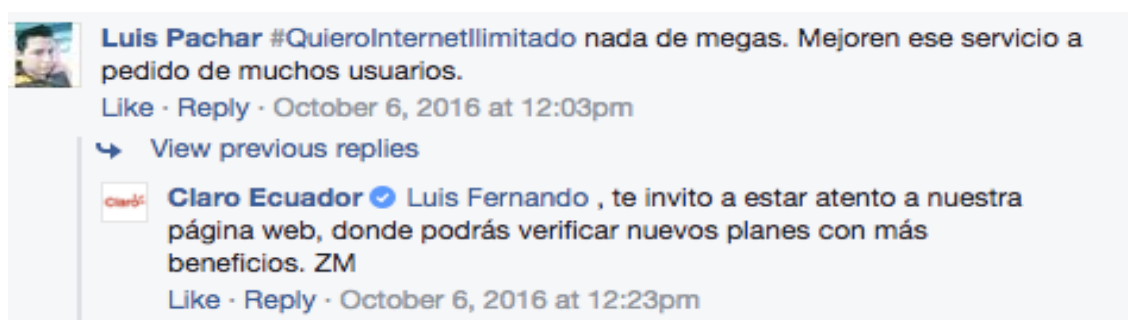 Luis Pachar #QuieroInternetIlimitado nada de megas. Mejoren ese servicio a
pedido de muchos usuarios.
Like · Reply · October 6, 2016 at 12:03pm
View previous replies
Claro Claro Ecuador Luis Fernando , te invito a estar atento a nuestra
página web, donde podrás verificar nuevos planes con más
beneficios. ZM
Like · Reply · October 6, 2016 at 12:23pm